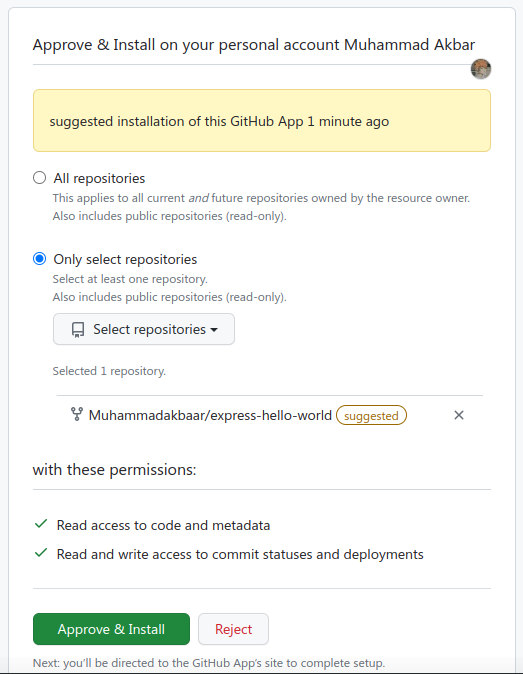 Approve & Install on your personal account Muhammad Akbar
suggested installation of this GitHub App 1 minute ago
All repositories
This applies to all current and future repositories owned by the resource owner.
Also includes public repositories (read-only).
Only select repositories
Select at least one repository.
Also includes public repositories (read-only).
Select repositories
Selected 1 repository.
Muhammadakbaar/express-hello-world suggested
with these permissions:
Read access to code and metadata
Read and write access to commit statuses and deployments
Approve & Install Reject
Next: you'll be directed to the GitHub App's site to complete setup.